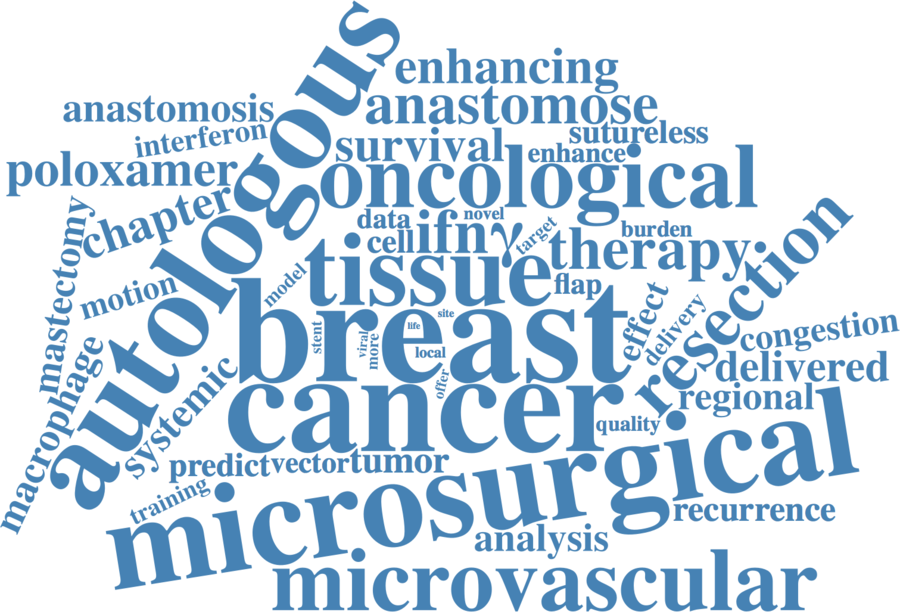 autologous
enhancing
anastomosis
anastomose
interferon
sutureless
survival
enhance
poloxamer
oncological
chapter
mastectomy
data
novel
ifnγ
cell
target
burden
therapy
tissue
resection
model
flap
motion
breast
site
life
stent
viral
more
local
effect
delivery
congestion
macrophage
systemic
offer
delivered
cancer
regional
quality
microsurgical
predict
vector
tumor
training
recurrence
analysis
microvascular